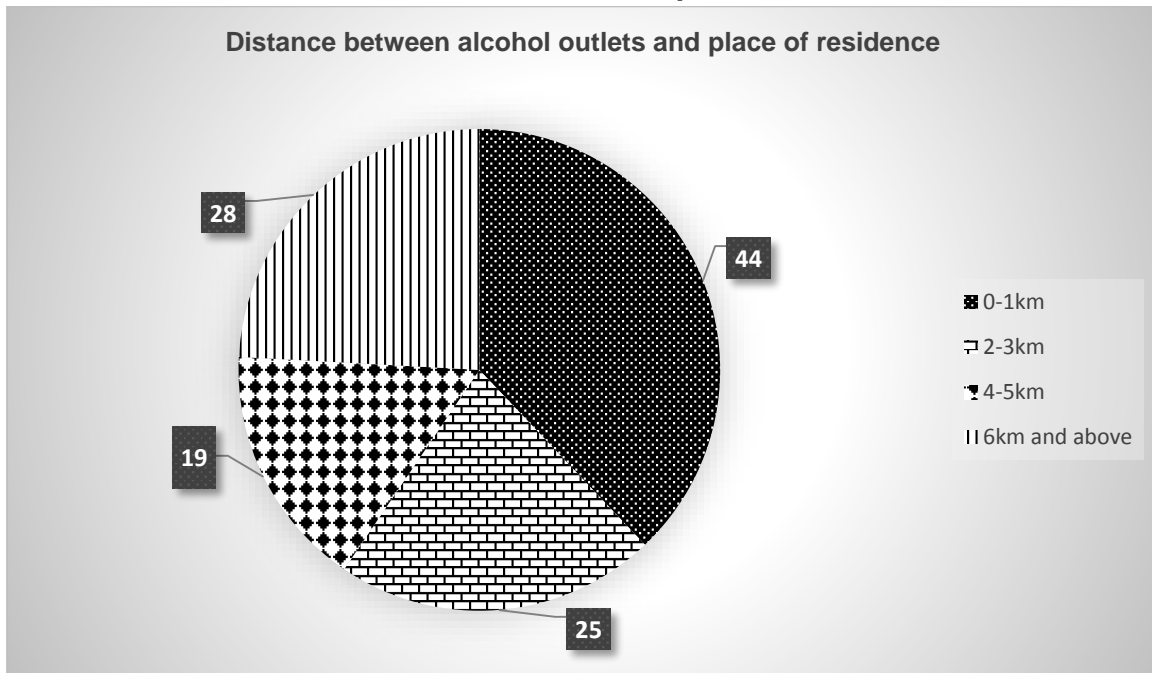 Distance between alcohol outlets and place of residence
28
44
0-1km
2-3km
4-5km
6km and above
19
25